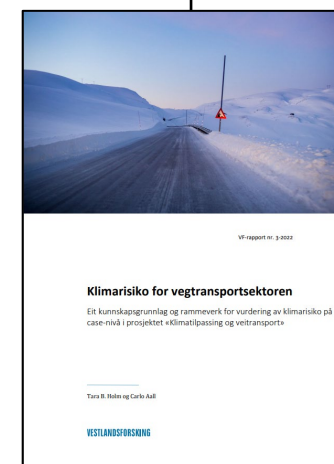 VF-rapport nr. 3-2022
Klimarisiko for vegtransportsektoren
Eit kunnskapsgrunnlag og rammeverk for vurdering av klimarisiko på
case-nivå i prosjektet «Klimatilpassing og veitransport»
Tara B. Holm og Carlo Aall
VESTLANDSFORSKING